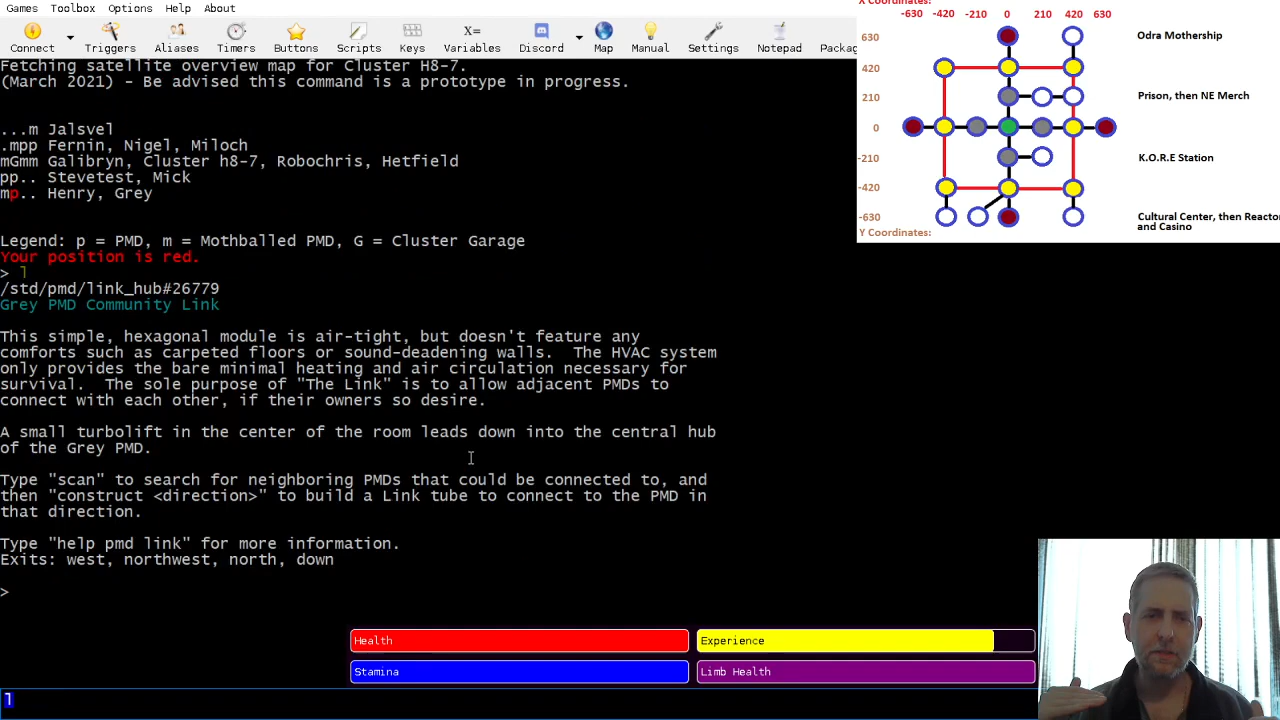 Games Toolbox Options Help About
Connect Triggers Aliases Timers Buttons Scripts Keys Variables Discord Map Manual Settings Notepad Packag
X=
Fetching satellite overview map for Cluster H8-7.
(March 2021) - Be advised this command is a prototype in progress.
...m Jalsvel
.mpp Fernin, Nigel, Miloch
mGmm Galibryn, Cluster h8-7, Robochris, Hetfield
pp.. Stevetest, Mick
mp.. Henry, Grey
Legend: p = PMD, m = Mothballed PMD, G = Cluster Garage
Your position is red.
> l
/std/pmd/link_hub#26779
Grey PMD Community Link
This simple, hexagonal module is air-tight, but doesn't feature any
comforts such as carpeted floors or sound-deadening walls.  The HVAC system
only provides the bare minimal heating and air circulation necessary for
survival.  The sole purpose of "The Link" is to allow adjacent PMDs to
connect with each other, if their owners so desire.
A small turbolift in the center of the room leads down into the central hub
of the Grey PMD.
Type "scan" to search for neighboring PMDs that could be connected to, and
then "construct <direction>" to build a Link tube to connect to the PMD in
that direction.
Type "help pmd link" for more information.
Exits: west, northwest, north, down
>
Health
Experience
Stamina
Limb Health
l
X Coordinates:
-630 -420 -210 0 210 420 630
630 Odra Mothership
420
210 Prison, then NE Merch
0
-210 K.O.R.E Station
-420
-630 Cultural Center, then Reacto
and Casino
Y Coordinates: